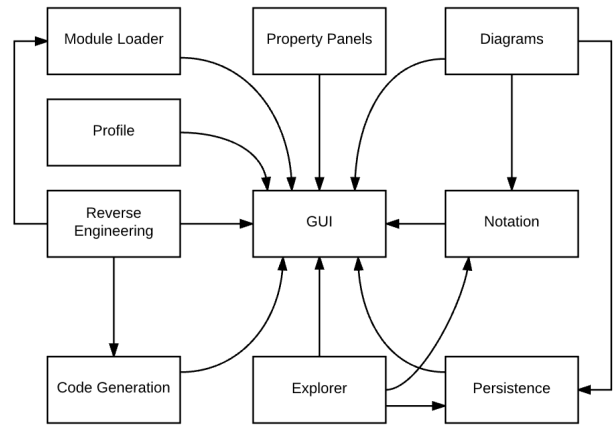 Module Loader
Property Panels
Diagrams
Profile
Reverse
Engineering
GUI
Notation
Code Generation
Explorer
Persistence